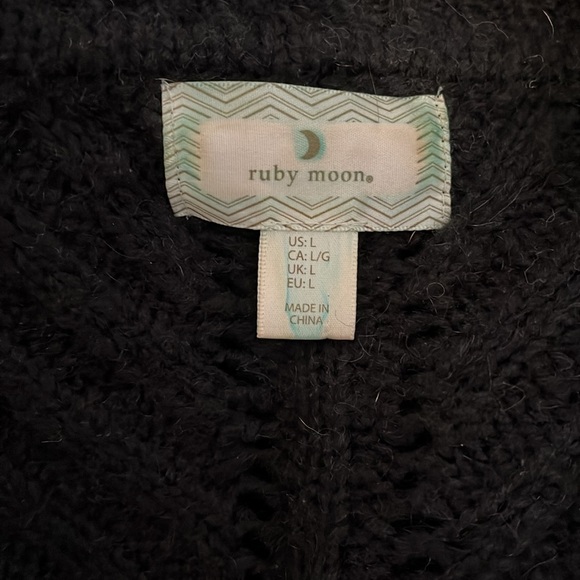 ruby moon®
US: L
CA: L/G
UK: L
EU: L
MADE IN
CHINA